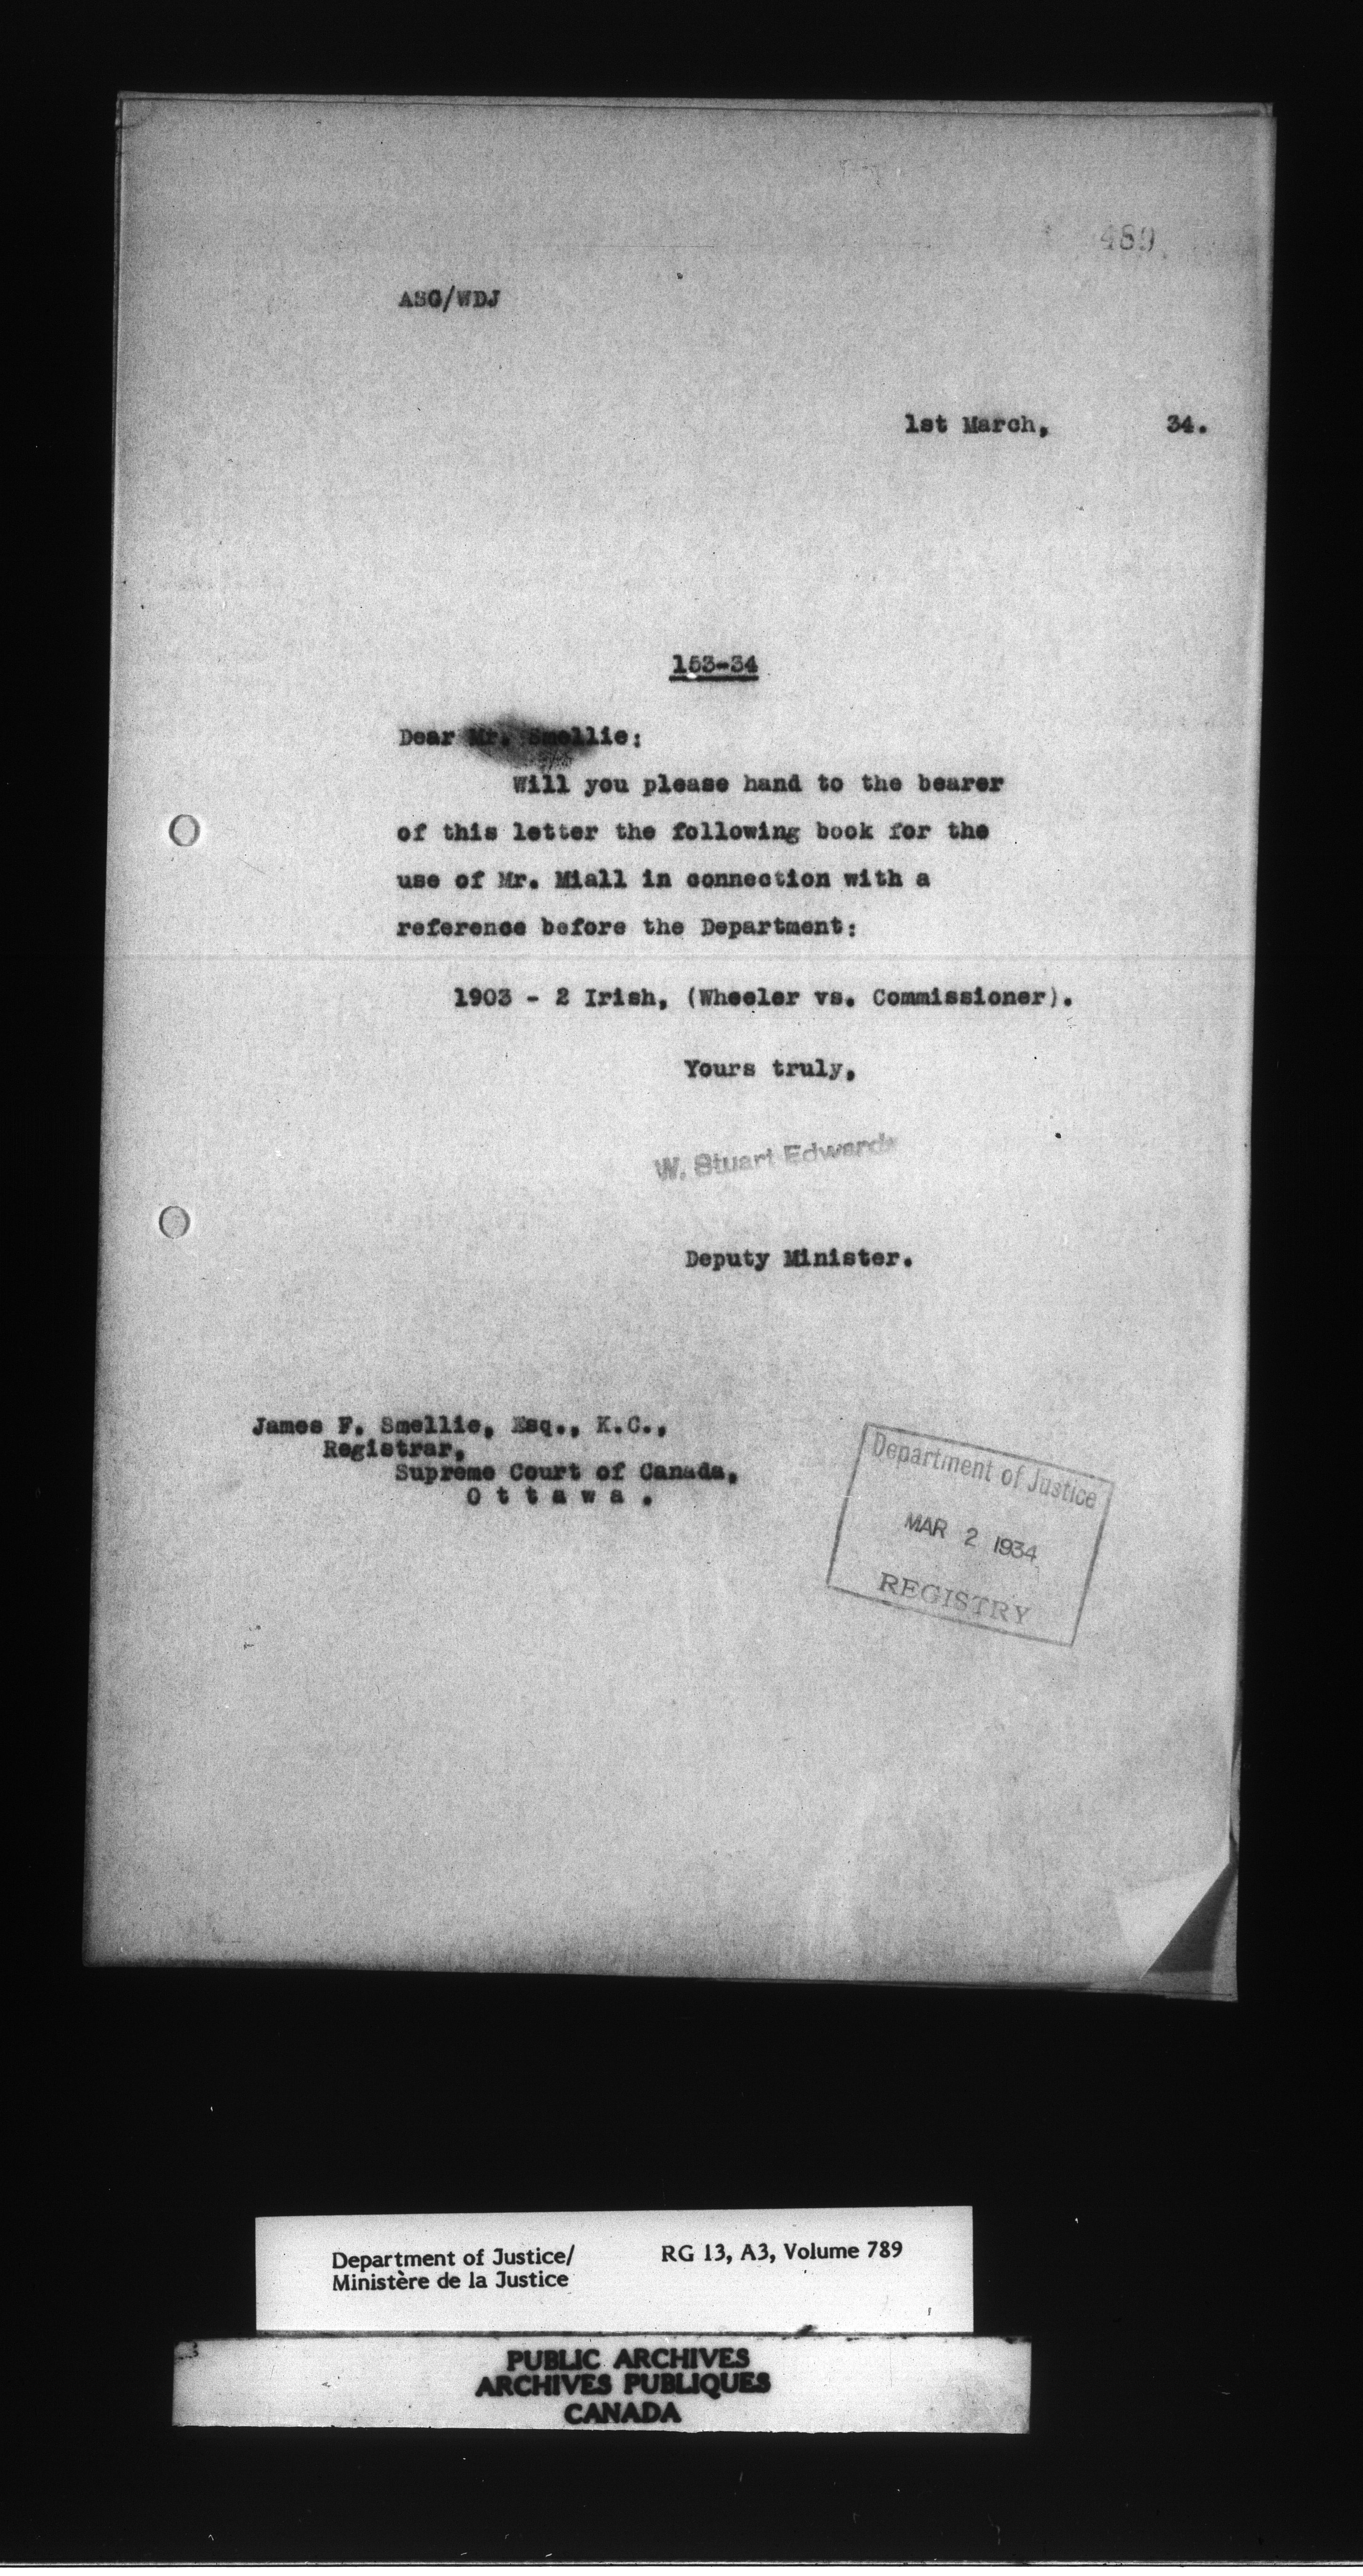 489
ASG/WDJ
1st March, 34.
153-34
Dear Mr. Smellie:
Will you please hand to the bearer
of this letter the following book for the
use of Mr. Miall in connection with a
reference before the Department:
1903 - 2 Irish, (Wheeler vs. Commissioner).
Yours truly,
W. Stuart Edwards
Deputy Minister.
James F. Smellie, Esq., K.C.,
Registrar,
Supreme Court of Canada,
O t t a w a .
Department of Justice
MAR 2 1934
REGISTRY
Department of Justice/ RG 13, A3, Volume 789
Ministère de la Justice
PUBLIC ARCHIVES
ARCHIVES PUBLIQUES
CANADA